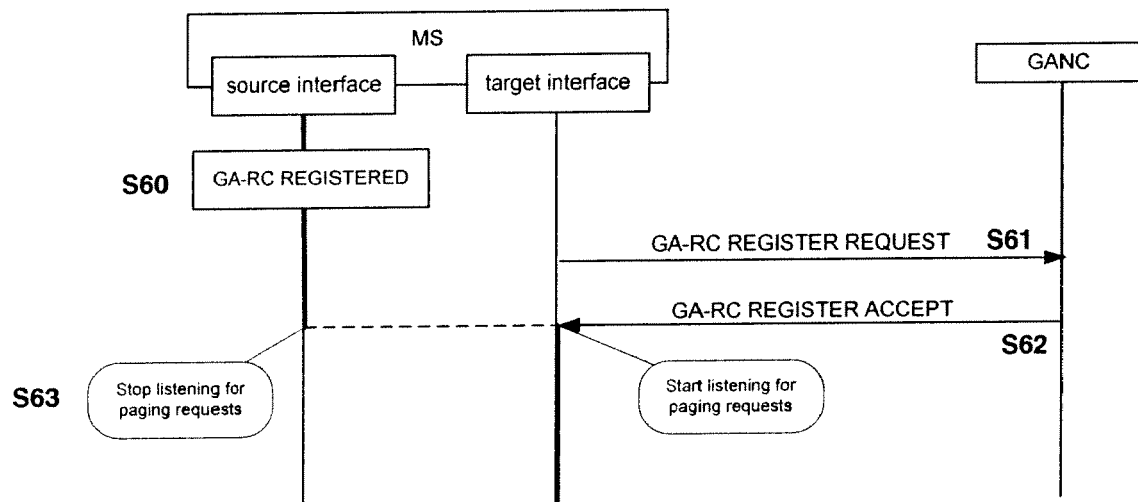 MS
source interface
target interface
GANC
S60
GA-RC REGISTERED
GA-RC REGISTER REQUEST
S61
GA-RC REGISTER ACCEPT
S62
S63
Stop listening for
paging requests
Start listening for
paging requests